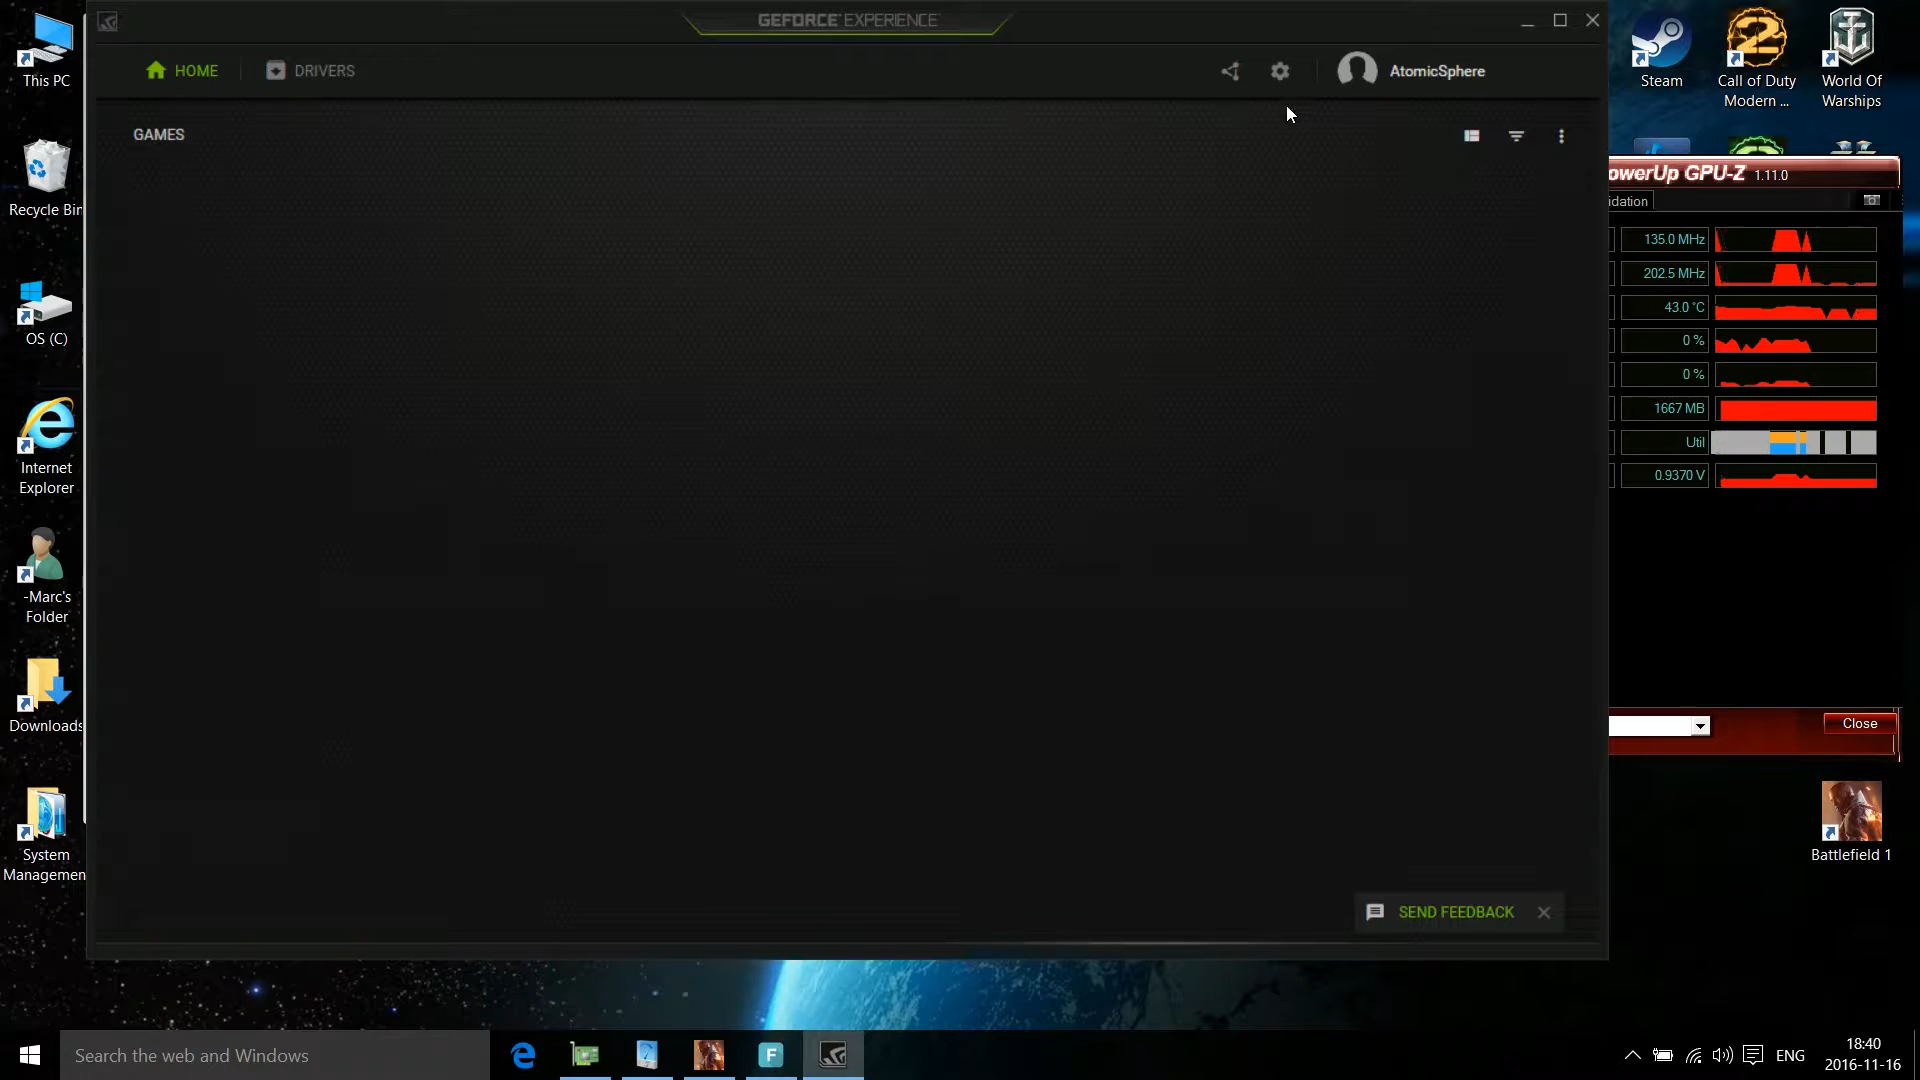 This PC
Recycle Bin
OS (C)
Internet
Explorer
-Marc's
Folder
Downloads
System
Managemen
GEFORCE EXPERIENCE
HOME
DRIVERS
AtomicSphere
GAMES
SEND FEEDBACK
Steam
Call of Duty
Modern ...
World Of
Warships
owerUp GPU-Z 1.11.0
idation
135.0 MHz
202.5 MHz
43.0 °C
0 %
0 %
1667 MB
Util
0.9370 V
Close
Battlefield 1
Search the web and Windows
F
ENG
18:40
2016-11-16